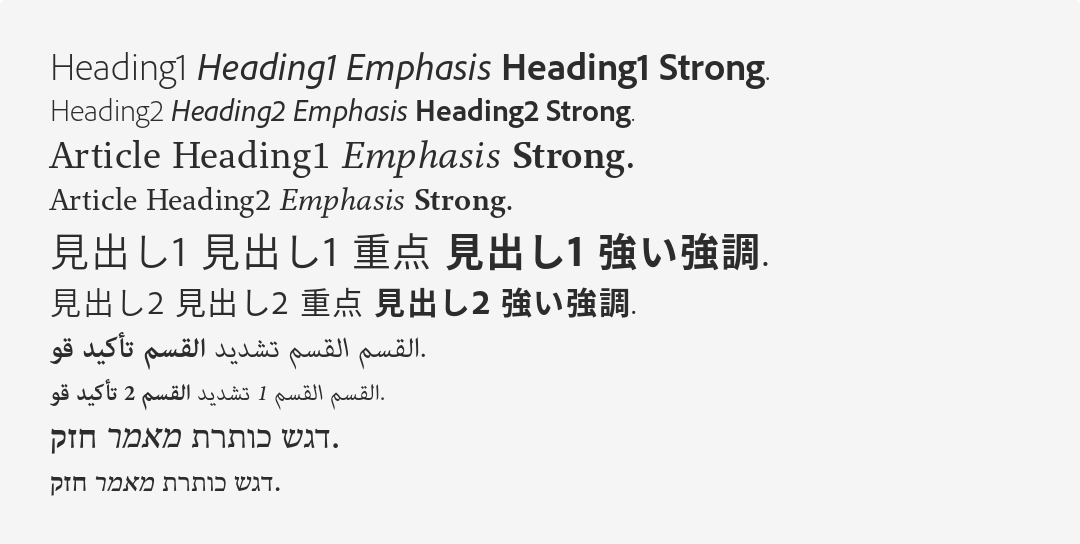 Heading1 Heading1 Emphasis Heading1 Strong.
Heading2 Heading2 Emphasis Heading2 Strong.
Article Heading1 Emphasis Strong.
Article Heading2 Emphasis Strong.
見出し1 見出し1 重点 見出し1 強い強調.
見出し2 見出し2 重点 見出し2 強い強調.
القسم القسم تشديد القسم تأكيد قو.
القسم القسم 1 تشديد القسم 2 تأكيد قو.
דגש כותרת מאמר חזק.
דגש כותרת מאמר חזק.